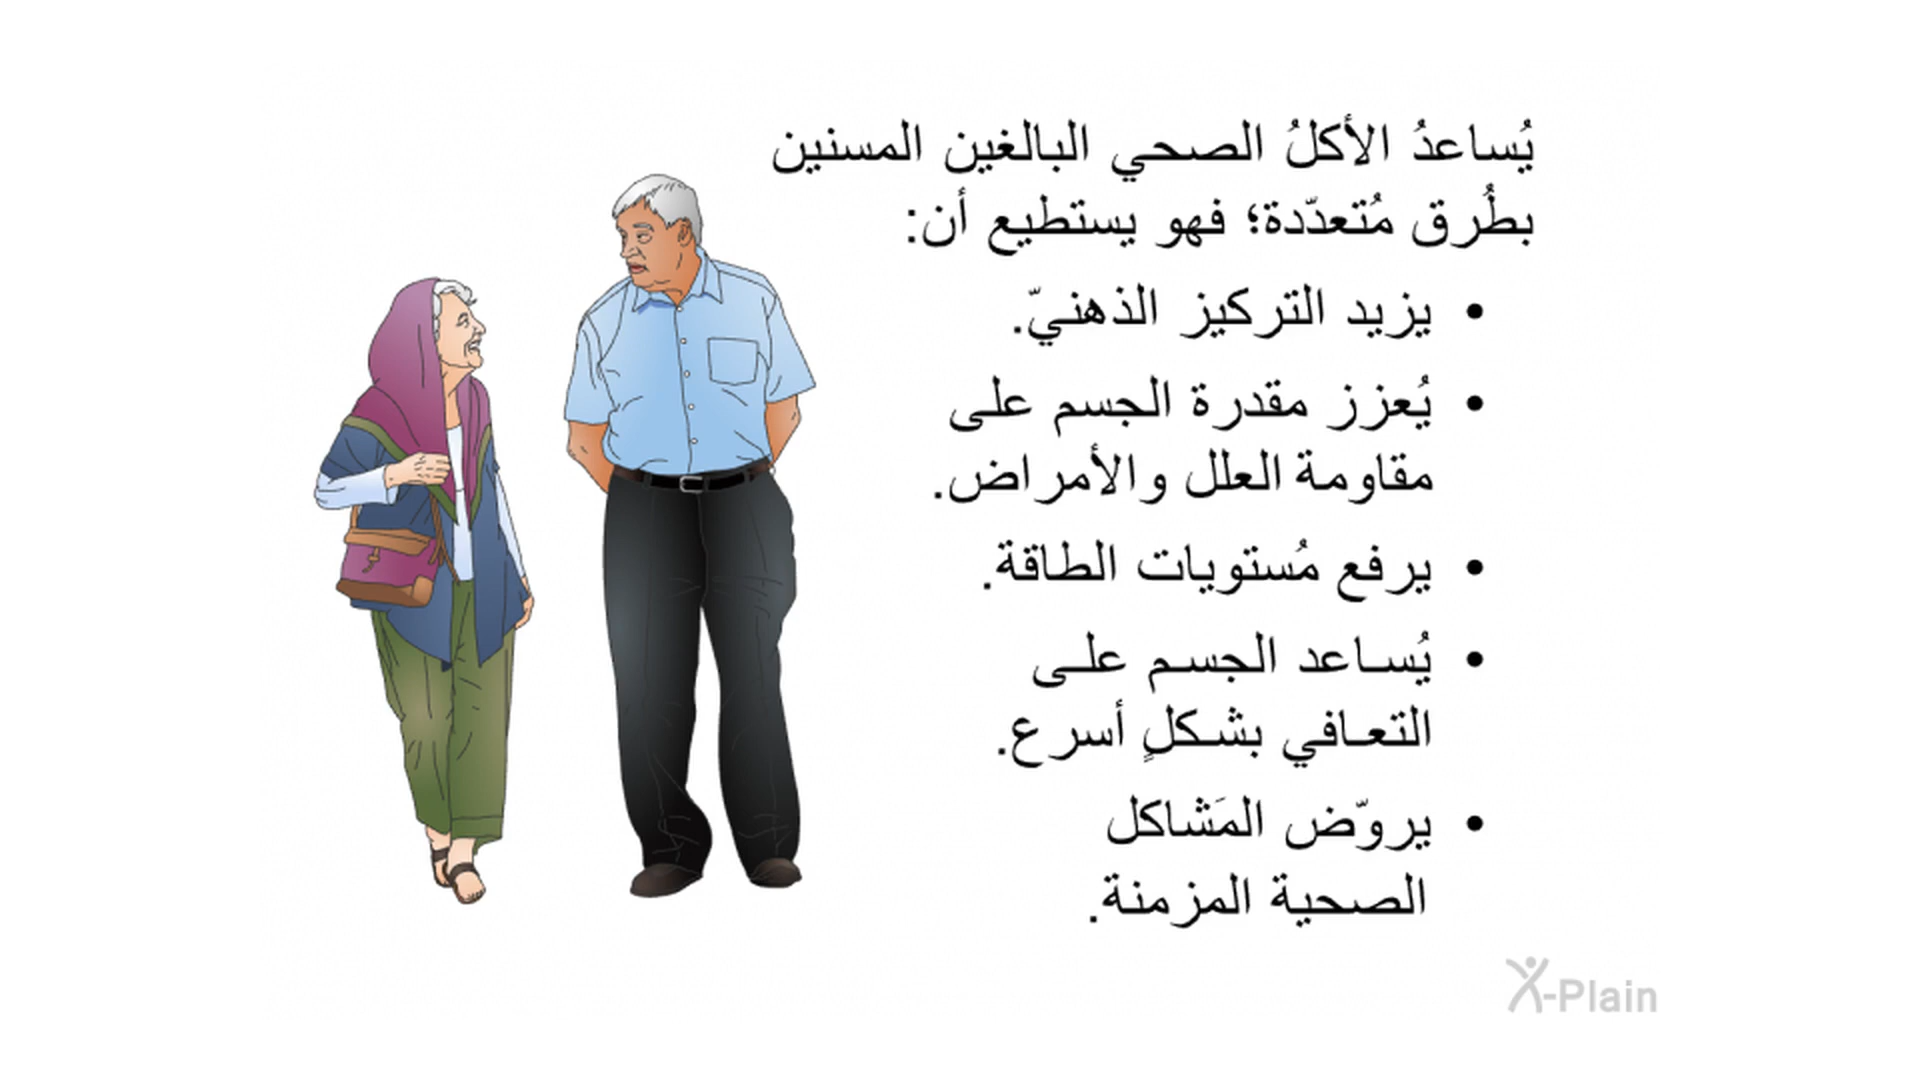 يُساعدُ الأكلُ الصحي البالغين المسنين
بطُرق مُتعدّدة؛ فهو يستطيع أن:
• يزيد التركيز الذهنيّ.
• يُعزز مقدرة الجسم على
مقاومة العلل والأمراض.
• يرفع مُستويات الطاقة.
• يُساعد الجسم على
التعافي بشكلٍ أسرع.
• يروّض المَشاكل
الصحية المزمنة.
X-Plain